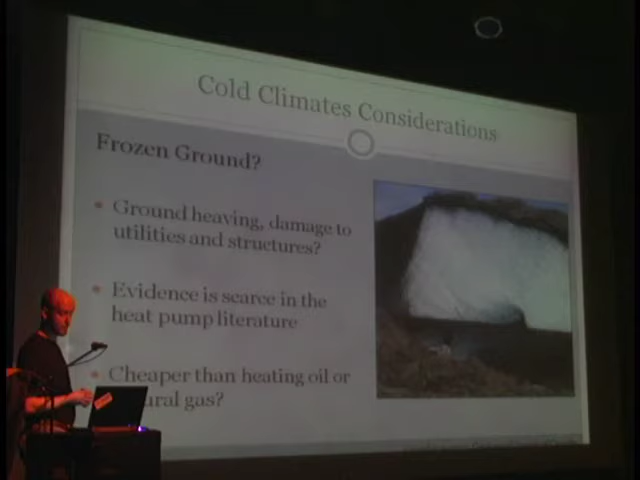 Cold Climates Considerations
Frozen Ground?
Ground heaving, damage to
utilities and structures?
Evidence is scarce in the
heat pump literature
Cheaper than heating oil or
ural gas?